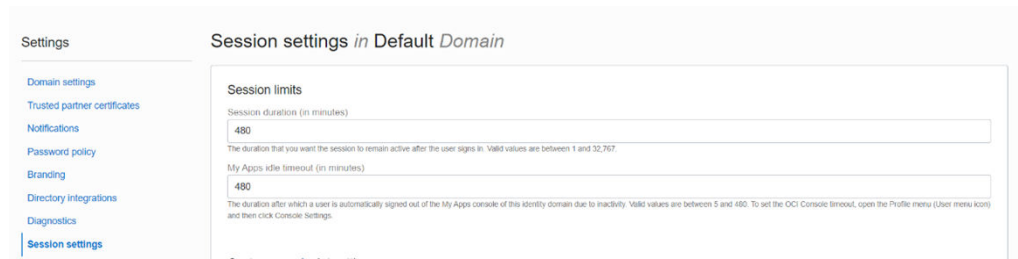 Settings
Session settings in Default Domain
Domain settings
Trusted partner certificates
Notifications
Password policy
Branding
Directory integrations
Diagnostics
Session settings
Session limits
Session duration (in minutes)
480
The duration that you want the session to remain active after the user signs in. Valid values are between 1 and 32,767.
My Apps idle timeout (in minutes)
480
The duration after which a user is automatically signed out of the My Apps console of this identity domain due to inactivity. Valid values are between 5 and 480. To set the OCI Console timeout, open the Profile menu (User menu icon)
and then click Console Settings.